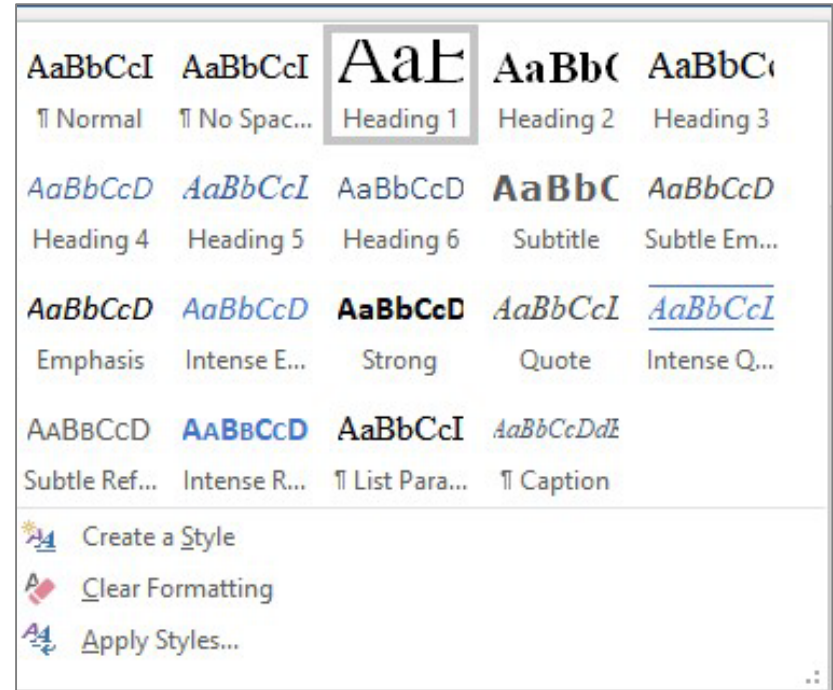 AaBbCcI AaBbCcI AaB AaBb( AaBbC(
¶ Normal ¶ No Spac... Heading 1 Heading 2 Heading 3
AaBbCcD AaBbCcI AaBbCcD AaBbC AaBbCcD
Heading 4 Heading 5 Heading 6 Subtitle Subtle Em...
AaBbCcD AaBbCcD AaBbCcD AaBbCcL AaBbCcI
Emphasis Intense E... Strong Quote Intense Q...
AABBCCD AABBCCD AaBbCcI AaBbCcDdE
Subtle Ref... Intense R... ¶ List Para... ¶ Caption
Create a Style
Clear Formatting
Apply Styles...